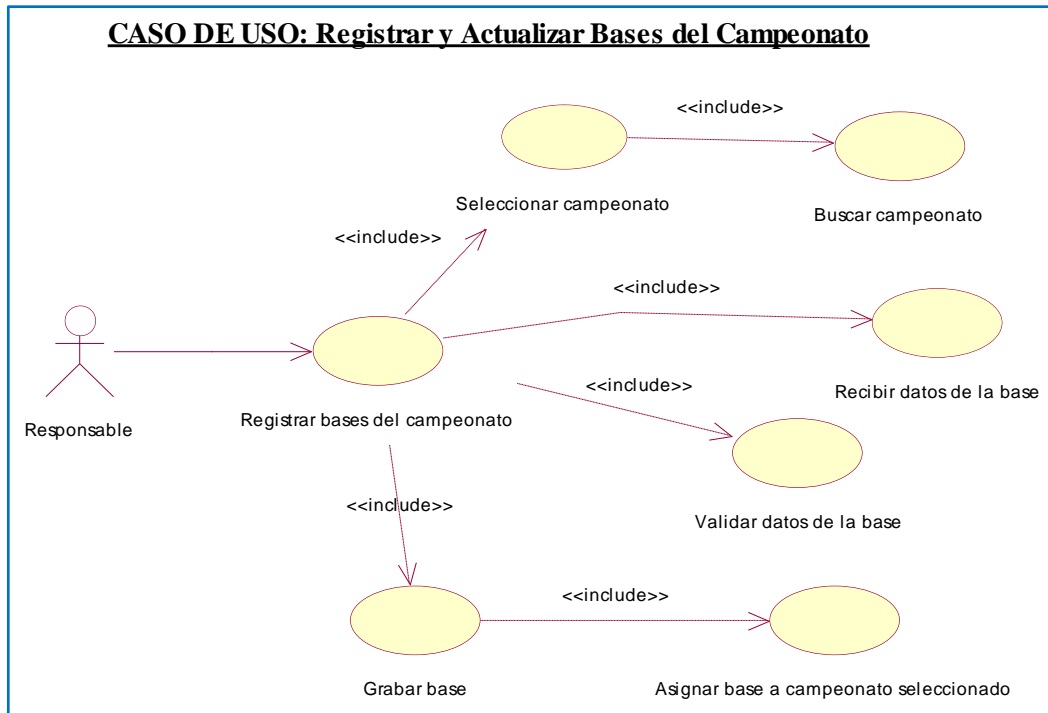 CASO DE USO: Registrar y Actualizar Bases del Campeonato
<<include>>
Seleccionar campeonato
Buscar campeonato
<<include>>
<<include>>
Recibir datos de la base
<<include>>
Responsable
Registrar bases del campeonato
Validar datos de la base
<<include>>
<<include>>
Grabar base
Asignar base a campeonato seleccionado